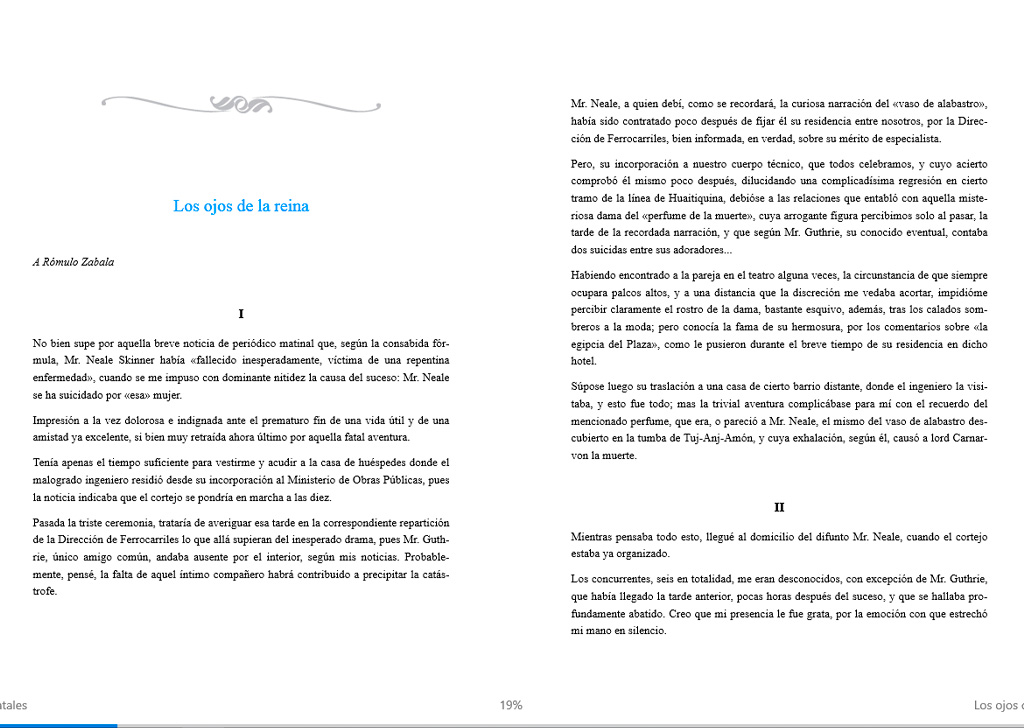 Los ojos de la reina
A Rómulo Zabala
I
No bien supe por aquella breve noticia de periódico matinal que, según la consabida fór-
mula, Mr. Neale Skinner había «fallecido inesperadamente, víctima de una repentina
enfermedad», cuando se me impuso con dominante nitidez la causa del suceso: Mr. Neale
se ha suicidado por «esa» mujer.
Impresión a la vez dolorosa e indignada ante el prematuro fin de una vida útil y de una
amistad ya excelente, si bien muy retraída ahora último por aquella fatal aventura.
Tenía apenas el tiempo suficiente para vestirme y acudir a la casa de huéspedes donde el
malogrado ingeniero residió desde su incorporación al Ministerio de Obras Públicas, pues
la noticia indicaba que el cortejo se pondría en marcha a las diez.
Pasada la triste ceremonia, trataría de averiguar esa tarde en la correspondiente repartición
de la Dirección de Ferrocarriles lo que allá supieran del inesperado drama, pues Mr. Guth-
rie, único amigo común, andaba ausente por el interior, según mis noticias. Probable-
mente, pensé, la falta de aquel íntimo compañero habrá contribuido a precipitar la catás-
trofe.
Mr. Neale, a quien debí, como se recordará, la curiosa narración del «vaso de alabastro»,
había sido contratado poco después de fijar él su residencia entre nosotros, por la Direc-
ción de Ferrocarriles, bien informada, en verdad, sobre su mérito de especialista.
Pero, su incorporación a nuestro cuerpo técnico, que todos celebramos, y cuyo acierto
comprobó él mismo poco después, dilucidando una complicadísima regresión en cierto
tramo de la línea de Huaitiquina, debióse a las relaciones que entabló con aquella miste-
riosa dama del «perfume de la muerte», cuya arrogante figura percibimos solo al pasar, la
tarde de la recordada narración, y que según Mr. Guthrie, su conocido eventual, contaba
dos suicidas entre sus adoradores...
Habiendo encontrado a la pareja en el teatro alguna veces, la circunstancia de que siempre
ocupara palcos altos, y a una distancia que la discreción me vedaba acortar, impidióme
percibir claramente el rostro de la dama, bastante esquivo, además, tras los calados som-
breros a la moda; pero conocía la fama de su hermosura, por los comentarios sobre «la
egipcia del Plaza», como le pusieron durante el breve tiempo de su residencia en dicho
hotel.
Súpose luego su traslación a una casa de cierto barrio distante, donde el ingeniero la visi-
taba, y esto fue todo; mas la trivial aventura complicábase para mí con el recuerdo del
mencionado perfume, que era, o pareció a Mr. Neale, el mismo del vaso de alabastro des-
cubierto en la tumba de Tuj-Anj-Amón, y cuya exhalación, según él, causó a lord Carnar-
von la muerte.
II
Mientras pensaba todo esto, llegué al domicilio del difunto Mr. Neale, cuando el cortejo
estaba ya organizado.
Los concurrentes, seis en totalidad, me eran desconocidos, con excepción de Mr. Guthrie,
que había llegado la tarde anterior, pocas horas después del suceso, y que se hallaba pro-
fundamente abatido. Creo que mi presencia le fue grata, por la emoción con que estrechó
mi mano en silencio.
atales
19%
Los ojos